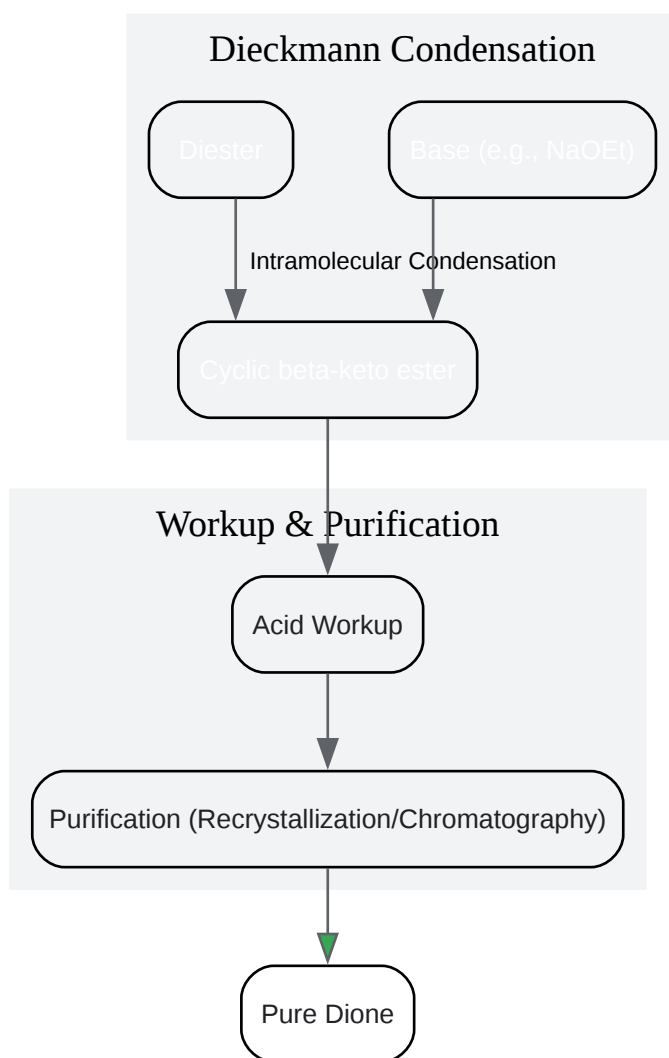 Dieckmann Condensation
Diester
Base (e.g., NaOEt)
Intramolecular Condensation
Cyclic beta-keto ester
Workup & Purification
Acid Workup
Purification (Recrystallization/Chromatography)
Pure Dione